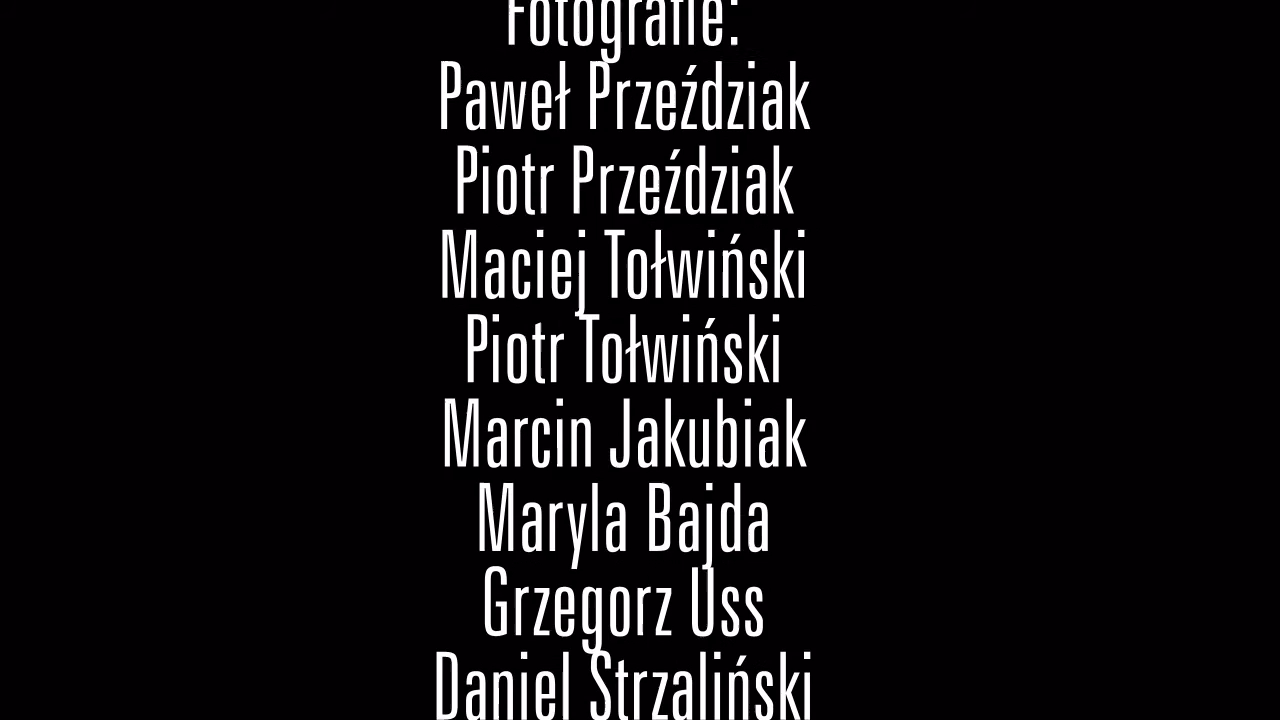 Fotografie:
Paweł Przeździak
Piotr Przeździak
Maciej Tołwiński
Piotr Tołwiński
Marcin Jakubiak
Maryla Bajda
Grzegorz Uss
Daniel Strzaliński